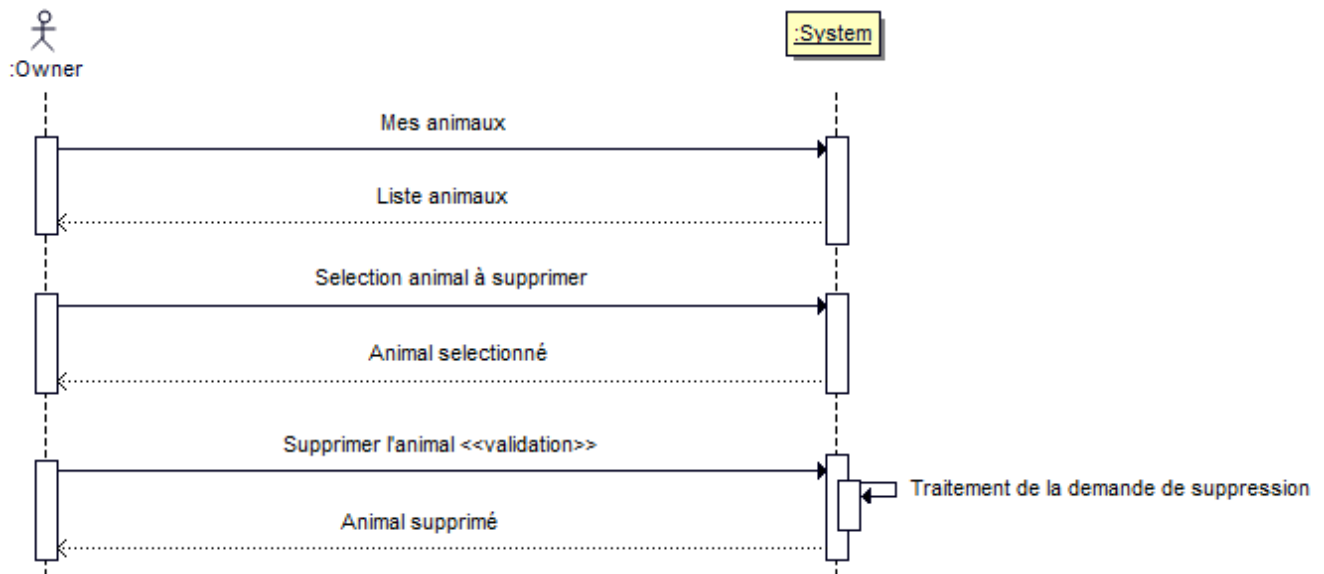 :Owner
:System
Mes animaux
Liste animaux
Selection animal à supprimer
Animal selectionné
Supprimer l'animal <<validation>>
Traitement de la demande de suppression
Animal supprimé